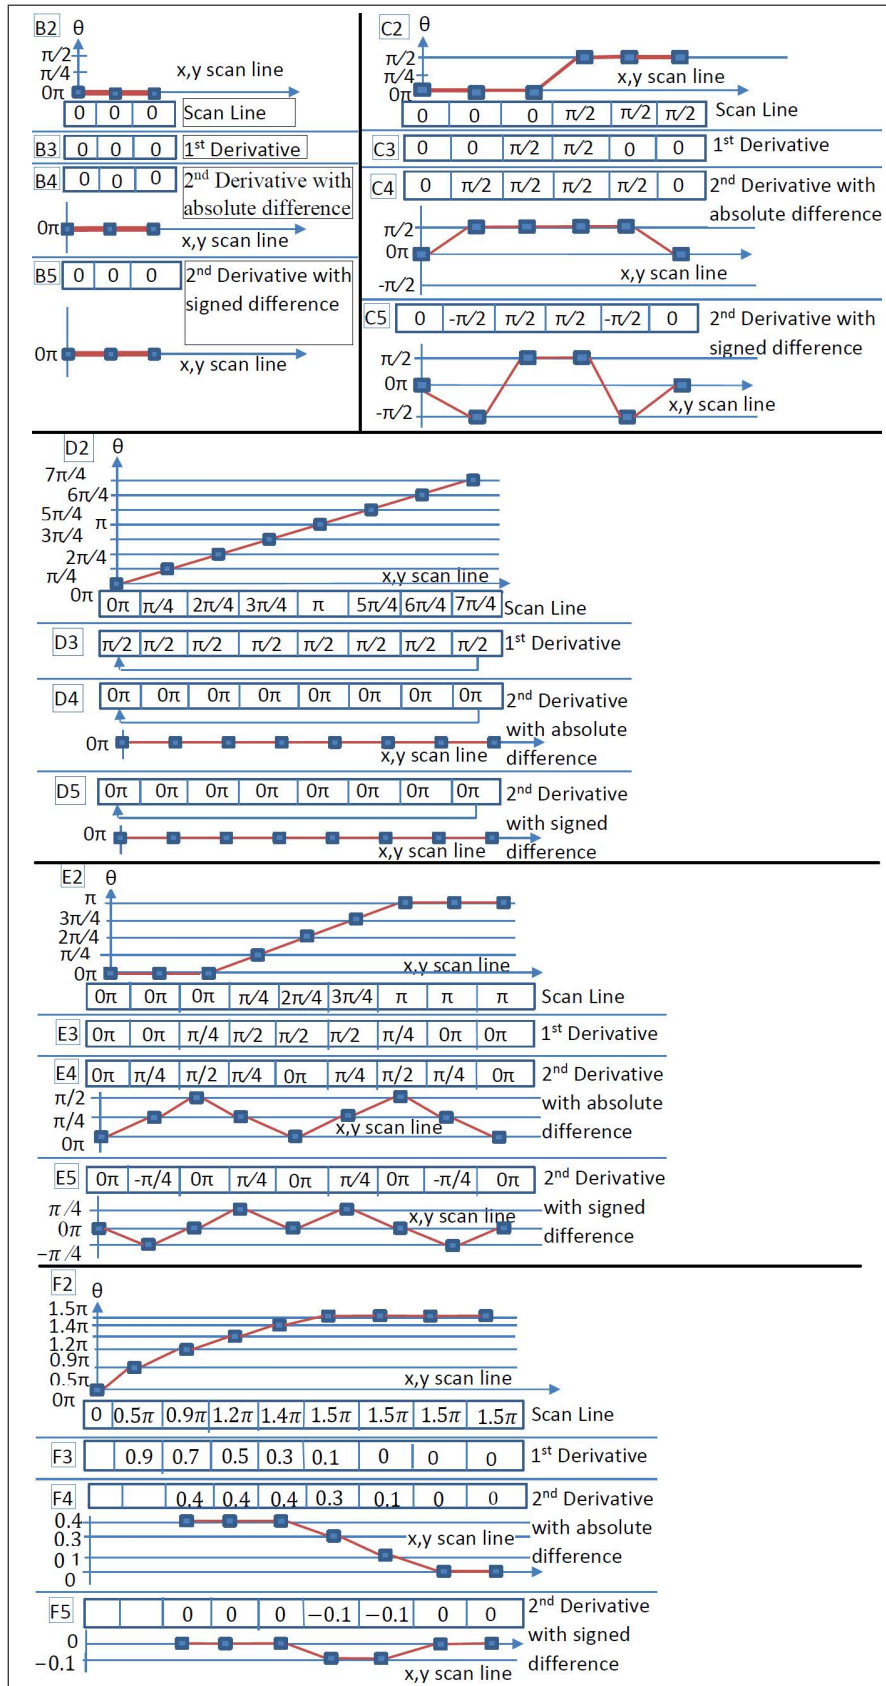 B2 θ
π/2
π/4
0π
x,y scan line
0 0 0 Scan Line
B3 0 0 0 1st Derivative
B4 0 0 0 2nd Derivative with
absolute difference
0π
x,y scan line
B5 0 0 0 2nd Derivative with
signed difference
0π
x,y scan line
C2 θ
π/2
π/4
0π
x,y scan line
0 0 0 π/2 π/2 π/2 Scan Line
C3 0 0 π/2 π/2 0 0 1st Derivative
C4 0 π/2 π/2 π/2 π/2 0 2nd Derivative with
absolute difference
π/2
0π
x,y scan line
-π/2
C5 0 -π/2 π/2 π/2 -π/2 0 2nd Derivative with
signed difference
π/2
0π
x,y scan line
-π/2
D2 θ
7π/4
6π/4
5π/4
π
3π/4
2π/4
π/4
0π
x,y scan line
0π π/4 2π/4 3π/4 π 5π/4 6π/4 7π/4 Scan Line
D3 π/2 π/2 π/2 π/2 π/2 π/2 π/2 π/2 1st Derivative
D4 0π 0π 0π 0π 0π 0π 0π 0π 2nd Derivative
with absolute
difference
0π
x,y scan line
D5 0π 0π 0π 0π 0π 0π 0π 0π 2nd Derivative
with signed
difference
0π
x,y scan line
E2 θ
π
3π/4
2π/4
π/4
0π
x,y scan line
0π 0π 0π π/4 2π/4 3π/4 π π π Scan Line
E3 0π 0π π/4 π/2 π/2 π/2 π/4 0π 0π 1st Derivative
E4 0π π/4 π/2 π/4 0π π/4 π/2 π/4 0π 2nd Derivative
with absolute
difference
π/2
π/4
0π
x,y scan line
E5 0π -π/4 0π π/4 0π π/4 0π -π/4 0π 2nd Derivative
with signed
difference
π/4
0π
−π/4
x,y scan line
F2 θ
1.5π
1.4π
1.2π
0.9π
0.5π
0π
x,y scan line
0 0.5π 0.9π 1.2π 1.4π 1.5π 1.5π 1.5π 1.5π Scan Line
F3 0.9 0.7 0.5 0.3 0.1 0 0 0 1st Derivative
F4 0.4 0.4 0.4 0.3 0.1 0 0 2nd Derivative
with absolute
difference
0.4
0.3
0 1
0
x,y scan line
F5 0 0 0 −0.1 −0.1 0 0 2nd Derivative
with signed
difference
0
−0.1
x,y scan line